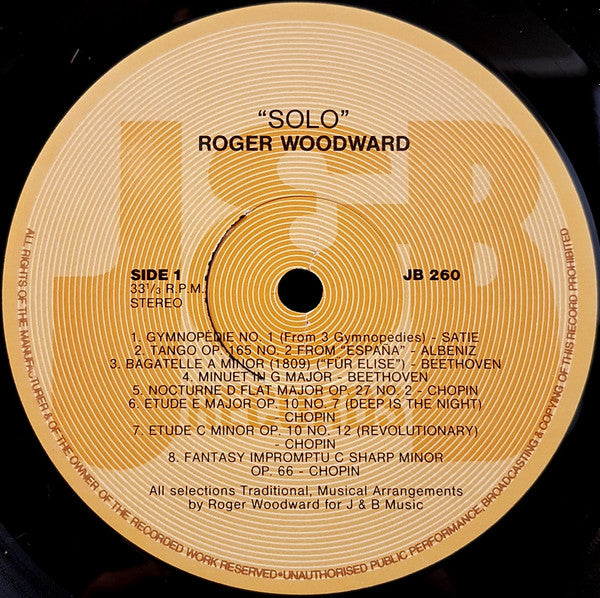 "SOLO"
ROGER WOODWARD
J&B
SIDE 1
33⅓ R.P.M.
STEREO
JB 260
1. GYMNOPEDIE NO. 1 (From 3 Gymnopedies) - SATIE
2. TANGO OP. 165 NO. 2 FROM "ESPAÑA" - ALBENIZ
3. BAGATELLE A MINOR (1809) ("FÜR ELISE") - BEETHOVEN
4. MINUET IN G MAJOR - BEETHOVEN
5. NOCTURNE D FLAT MAJOR OP. 27 NO. 2 - CHOPIN
6. ETUDE E MAJOR OP. 10 NO. 7 (DEEP IS THE NIGHT)
- CHOPIN
7. ETUDE C MINOR OP. 10 NO. 12 (REVOLUTIONARY)
- CHOPIN
8. FANTASY IMPROMPTU C SHARP MINOR
OP. 66 - CHOPIN
All selections Traditional, Musical Arrangements
by Roger Woodward for J & B Music
ALL RIGHTS OF THE MANUFACTURER & OF THE OWNER OF THE RECORDED WORK RESERVED•UNAUTHORISED PUBLIC PERFORMANCE, BROADCASTING & COPYING OF THIS RECORD PROHIBITED